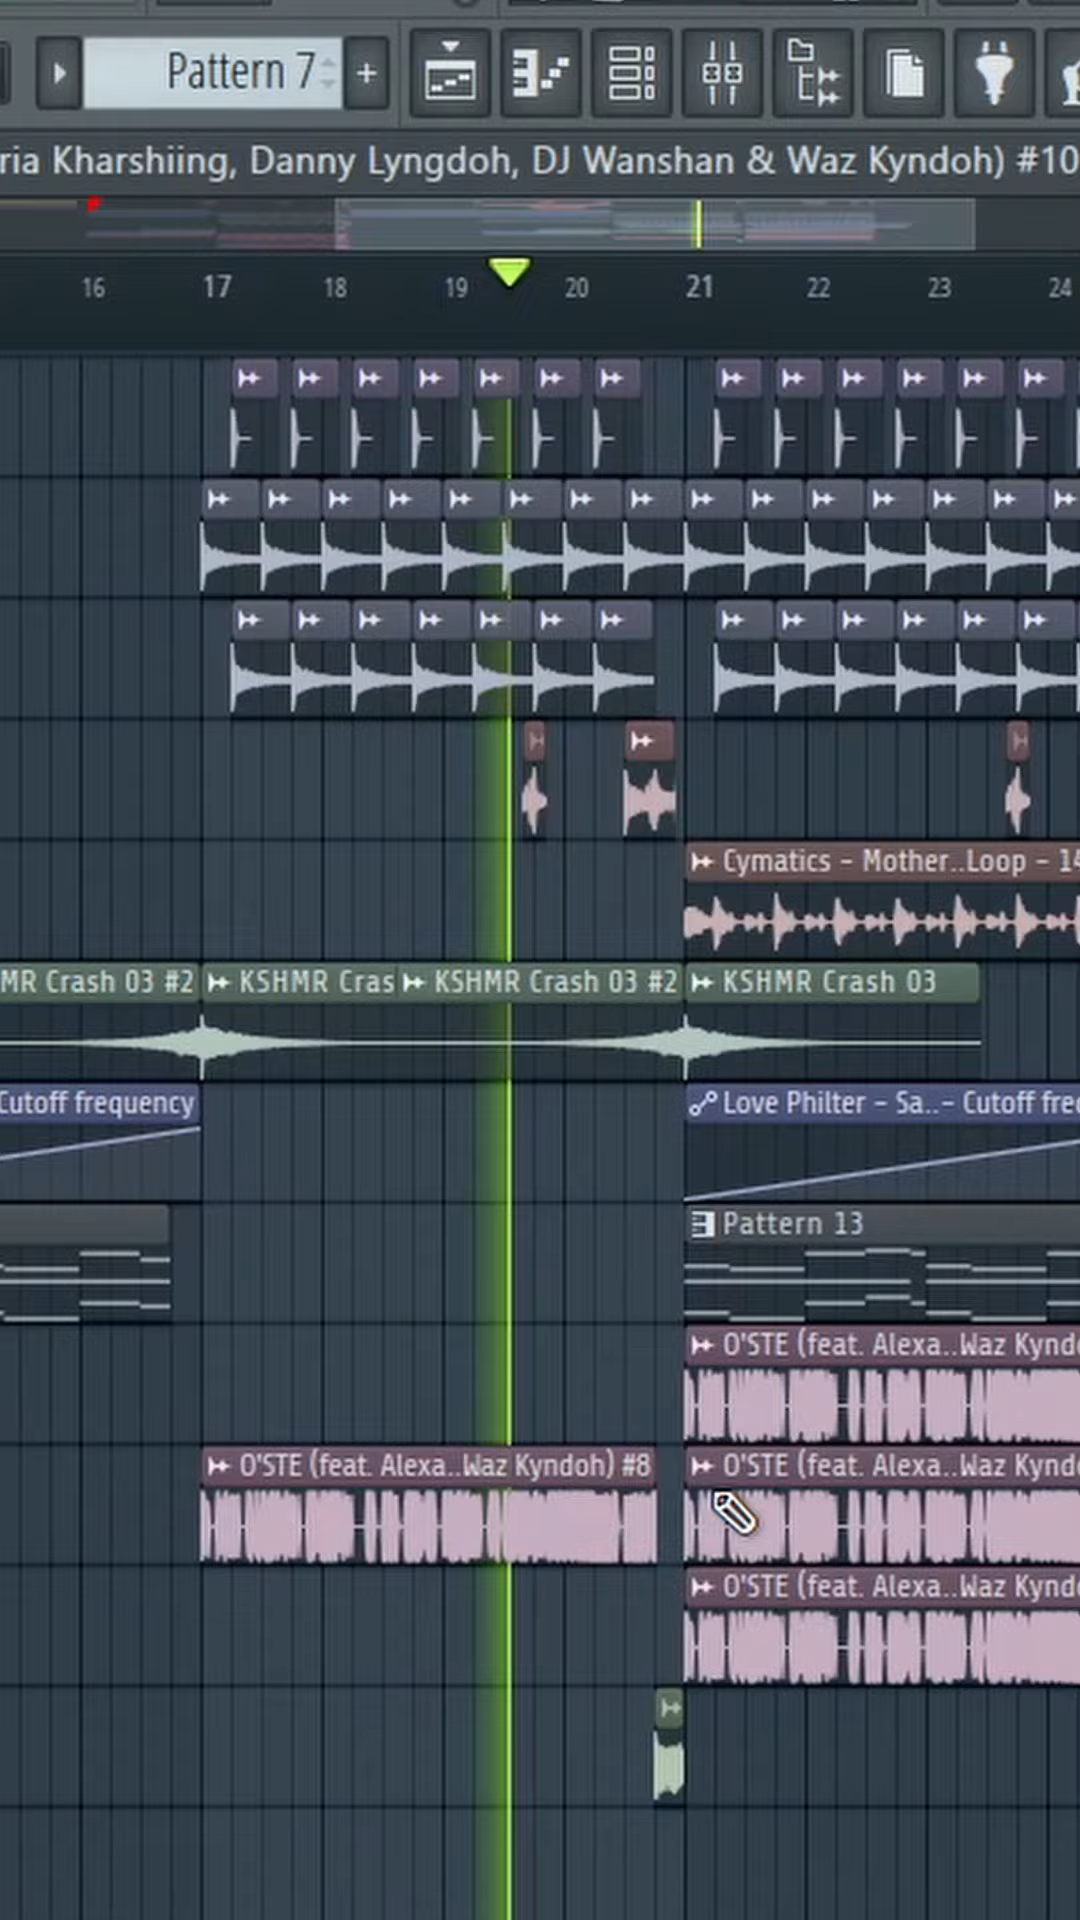 Pattern 7
ria Kharshiing, Danny Lyngdoh, DJ Wanshan & Waz Kyndoh) #10
16 17 18 19 20 21 22 23 24
Cymatics - Mother..Loop - 14
MR Crash 03 #2 KSHMR Cras KSHMR Crash 03 #2 KSHMR Crash 03
Cutoff frequency Love Philter - Sa..- Cutoff fre
Pattern 13
O'STE (feat. Alexa..Waz Kynd
O'STE (feat. Alexa..Waz Kyndoh) #8 O'STE (feat. Alexa..Waz Kynd
O'STE (feat. Alexa..Waz Kynd